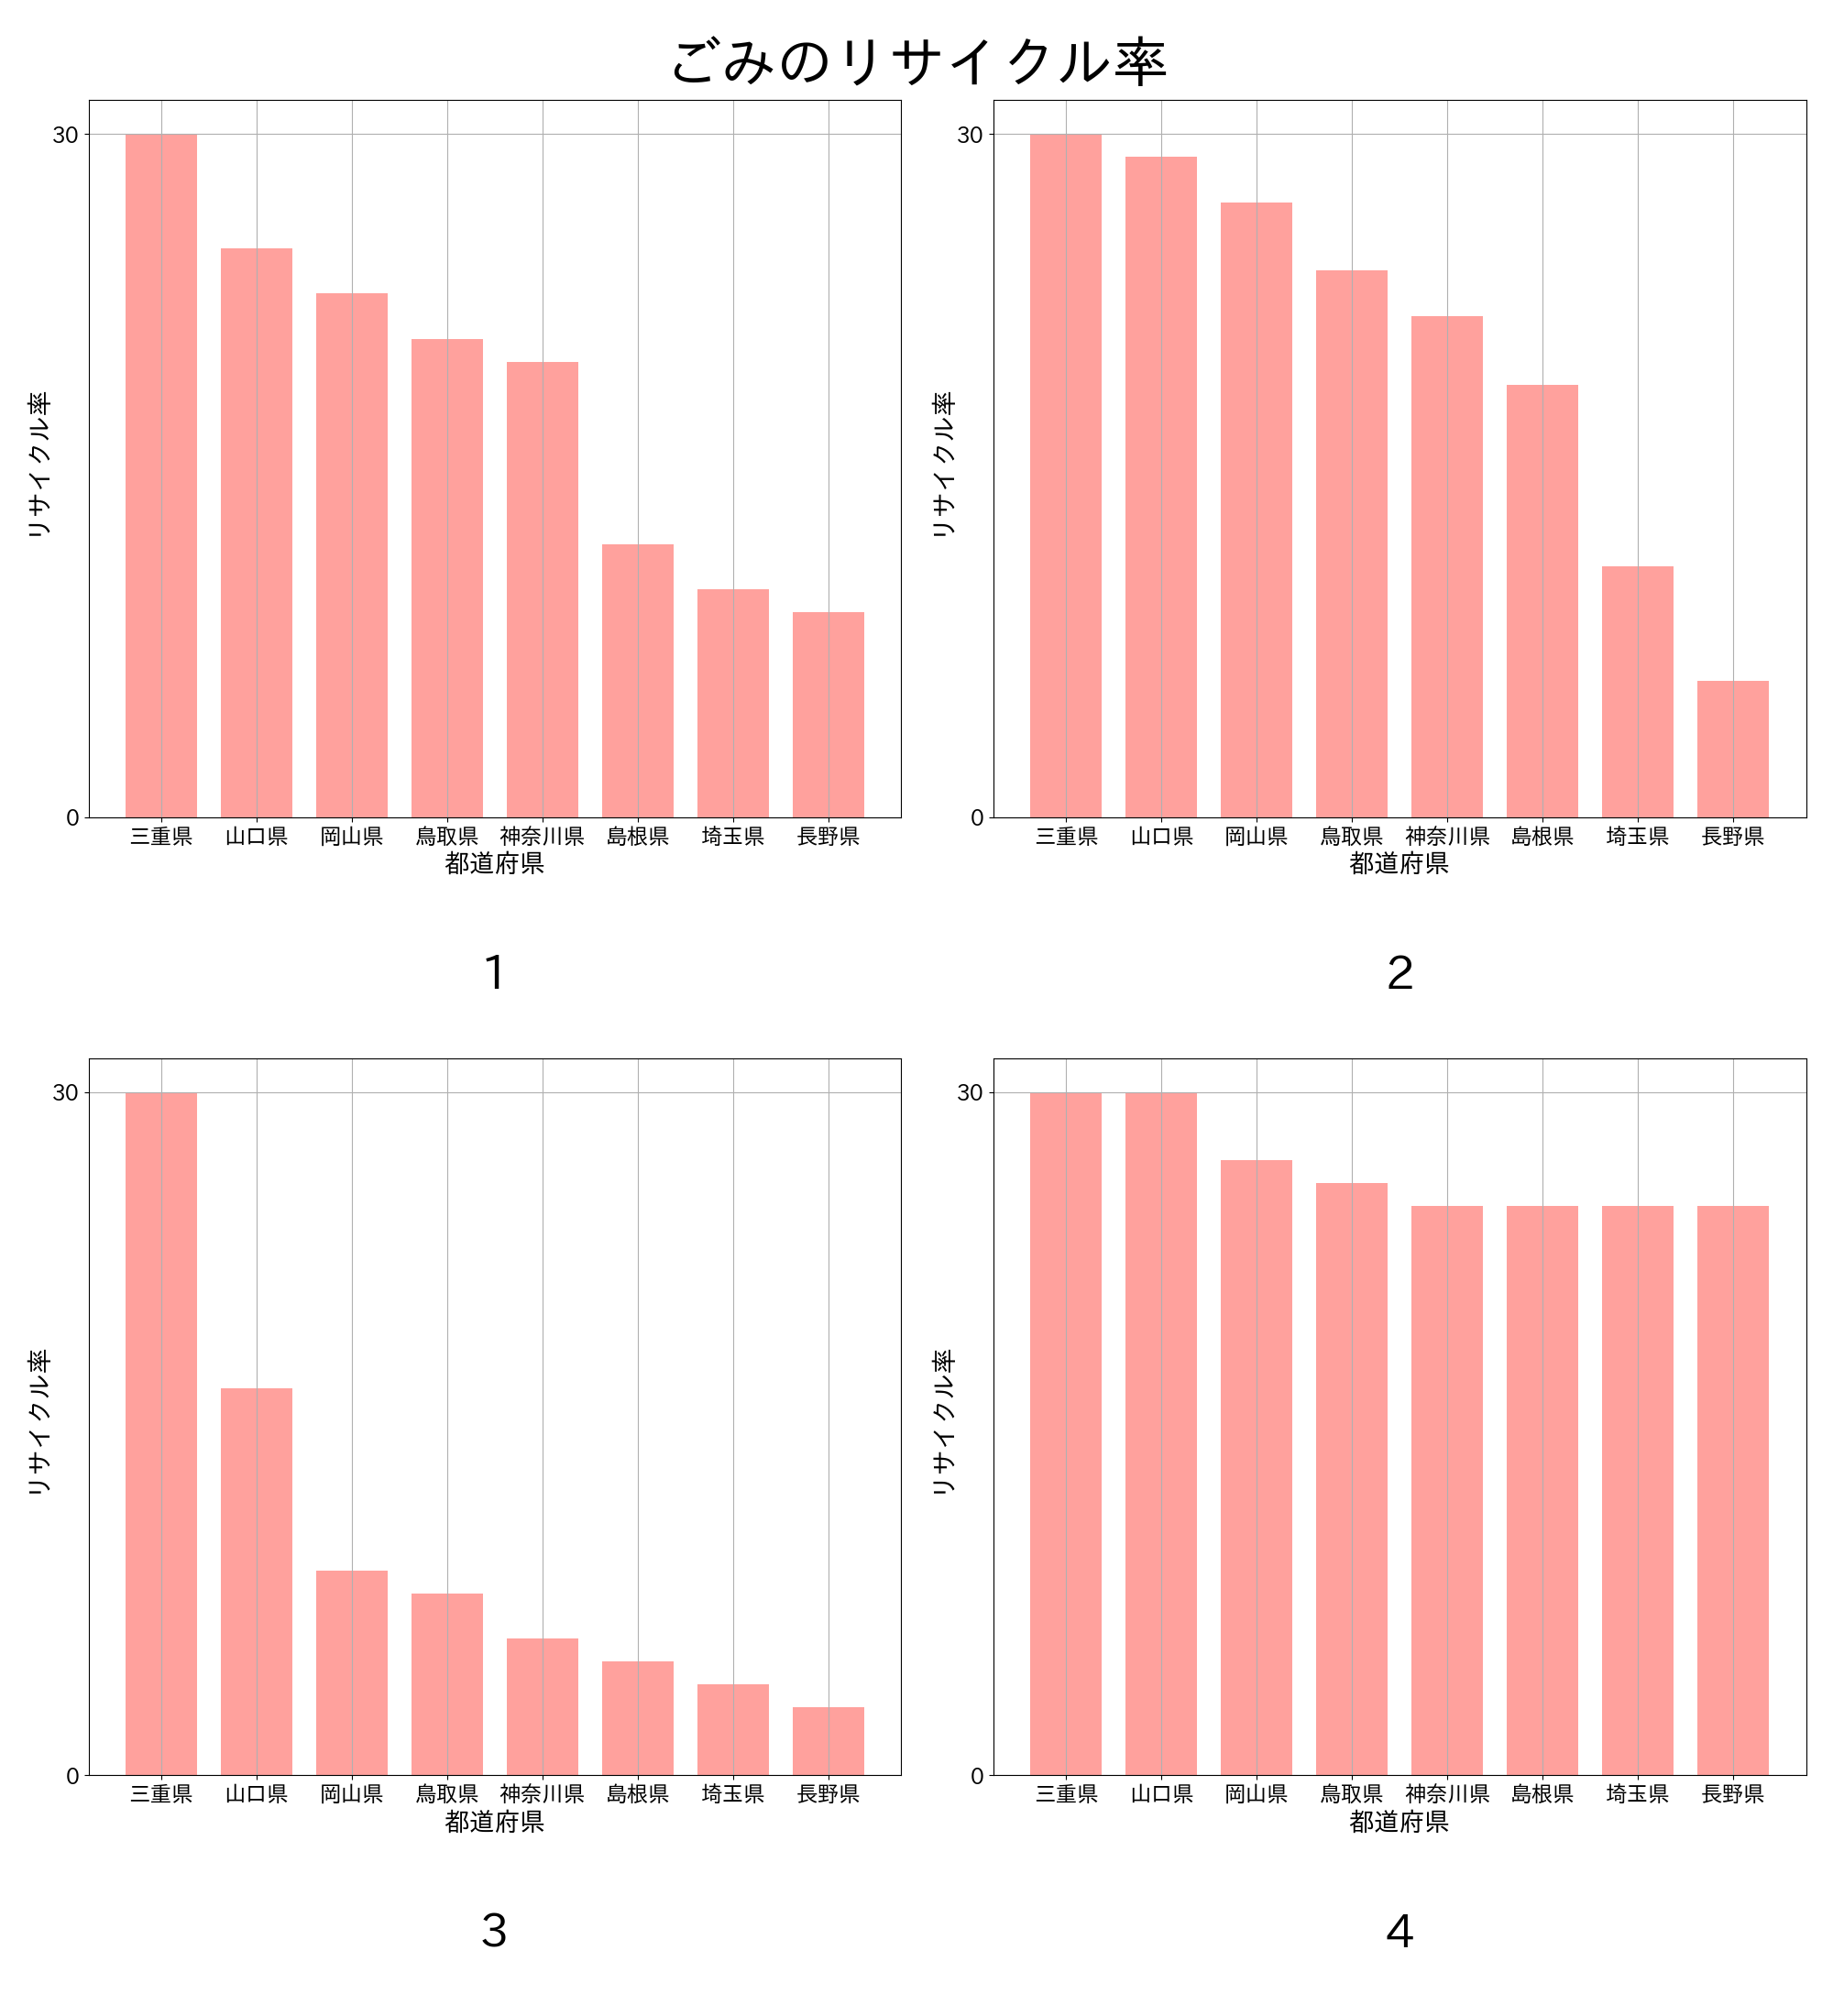 ごみのリサイクル率
30
0
リサイクル率
三重県 山口県 岡山県 鳥取県 神奈川県 島根県 埼玉県 長野県
都道府県
1
30
0
リサイクル率
三重県 山口県 岡山県 鳥取県 神奈川県 島根県 埼玉県 長野県
都道府県
2
30
0
リサイクル率
三重県 山口県 岡山県 鳥取県 神奈川県 島根県 埼玉県 長野県
都道府県
3
30
0
リサイクル率
三重県 山口県 岡山県 鳥取県 神奈川県 島根県 埼玉県 長野県
都道府県
4